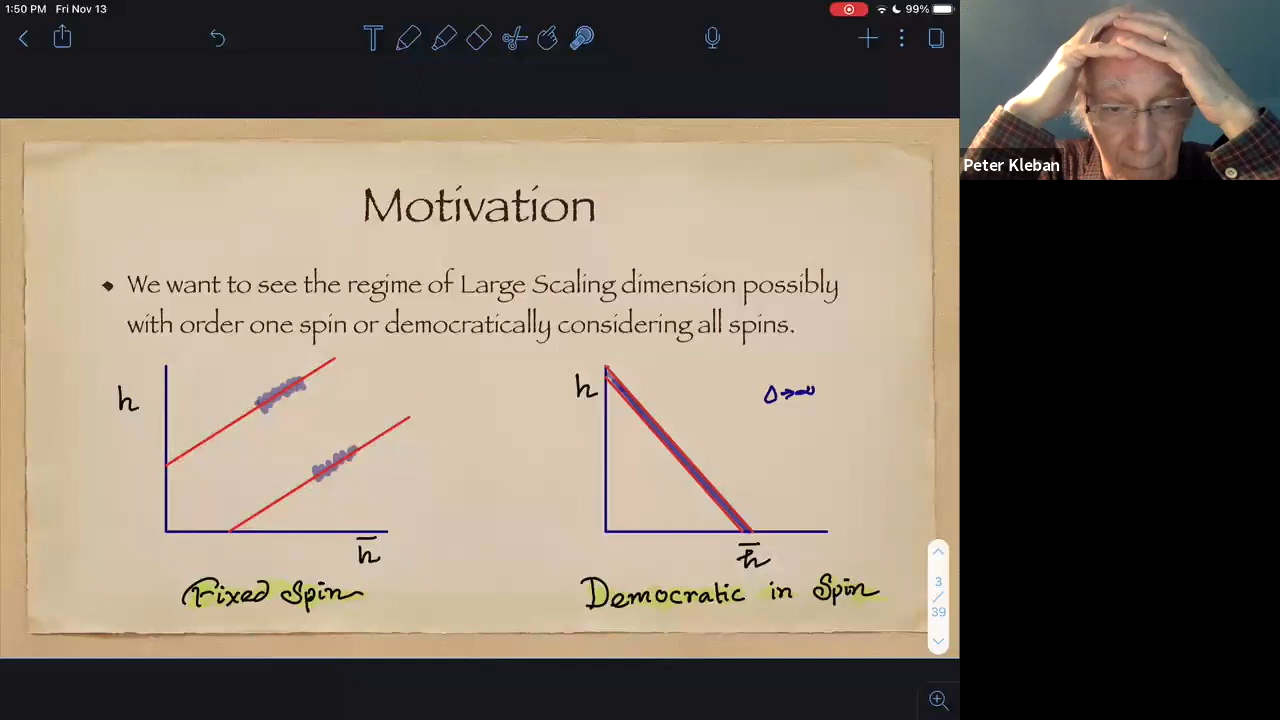 1:50 PM Fri Nov 13
99%
Peter Kleban
Motivation
• We want to see the regime of Large Scaling dimension possibly
with order one spin or democratically considering all spins.
h
h
Δ→∞
h̅
h̅
Fixed Spin
Democratic in Spin
3
/
39